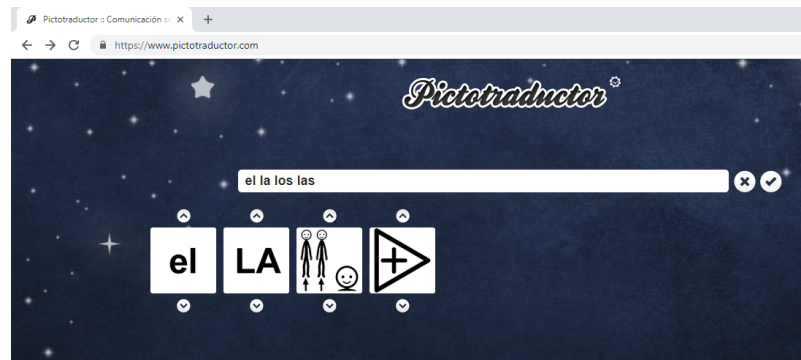 Pictotraductor :: Comunicación s
https://www.pictotraductor.com
Pictotraductor
el la los las
el LA